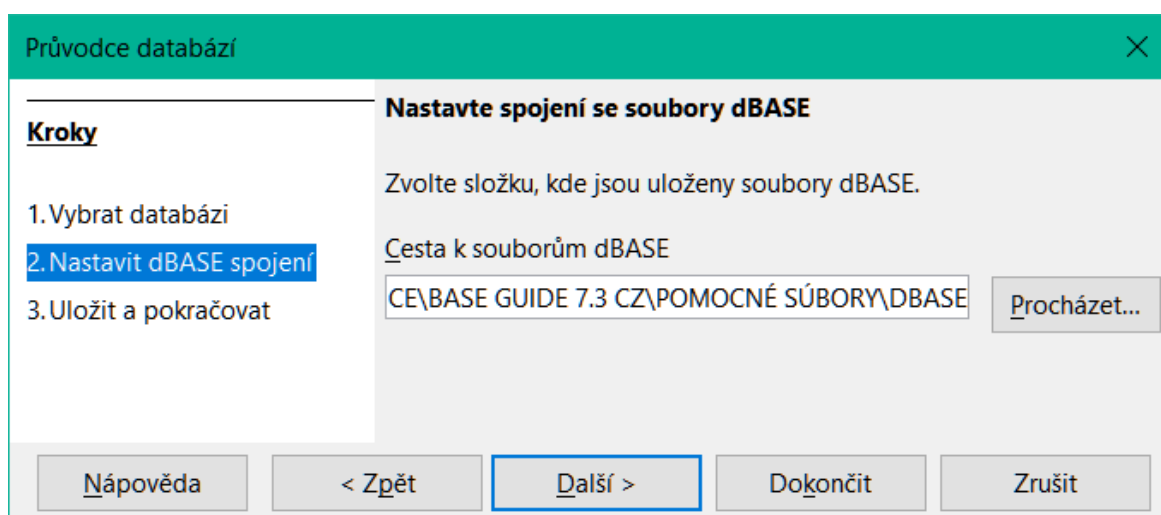 Průvodce databází
Kroky
1. Vybrat databázi
2. Nastavit dBASE spojení
3. Uložit a pokračovat
Nastavte spojení se soubory dBASE
Zvolte složku, kde jsou uloženy soubory dBASE.
Cesta k souborům dBASE
CE\BASE GUIDE 7.3 CZ\POMOCNÉ SÚBORY\DBASE
Procházet...
Nápověda
< Zpět
Další >
Dokončit
Zrušit